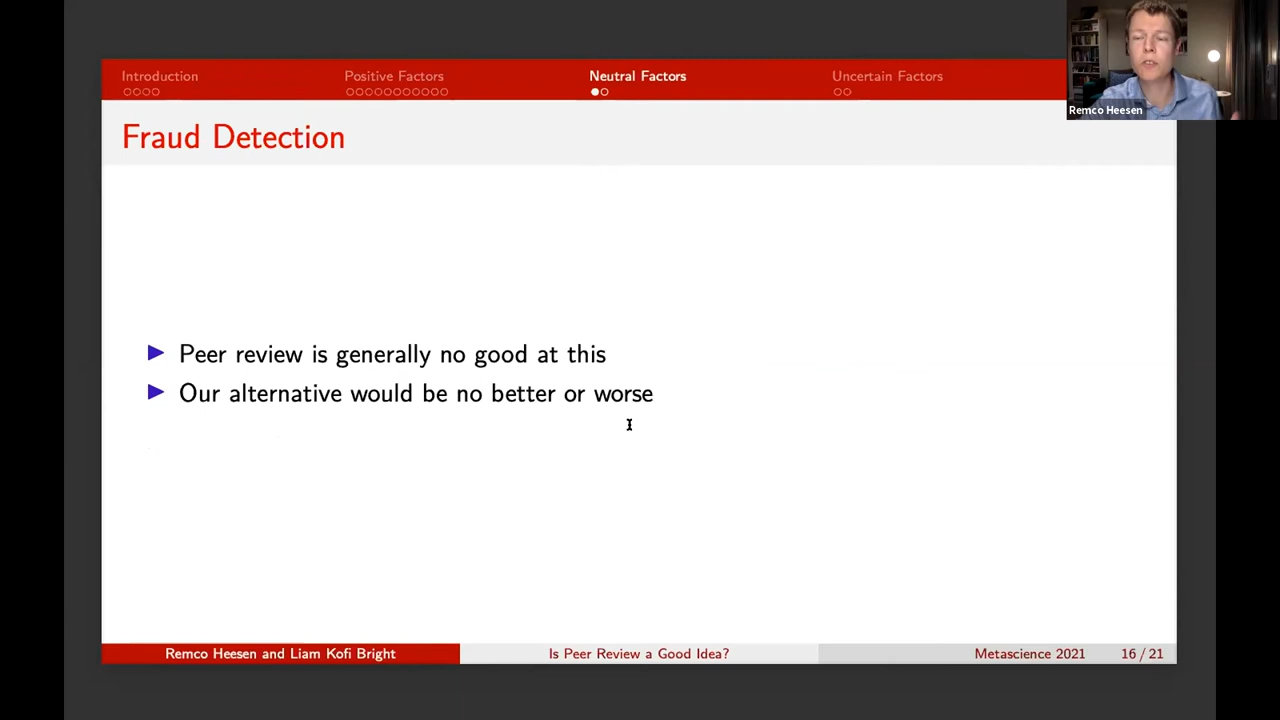 Introduction
Positive Factors
Neutral Factors
Uncertain Factors
Remco Heesen
Fraud Detection
Peer review is generally no good at this
Our alternative would be no better or worse
Remco Heesen and Liam Kofi Bright
Is Peer Review a Good Idea?
Metascience 2021
16 / 21